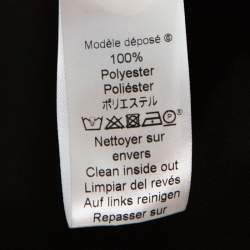 Modèle déposé ©
100%
Polyester
Poliéster
ポリエステル
Nettoyer sur
envers
Clean inside out
Limpiar del revés
Auf links reinigen
Repasser sur